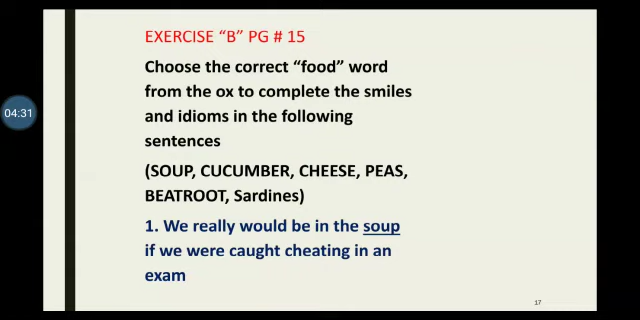 EXERCISE “B” PG # 15
Choose the correct “food” word
from the ox to complete the smiles
and idioms in the following
sentences
(SOUP, CUCUMBER, CHEESE, PEAS,
BEATROOT, Sardines)
1. We really would be in the soup
if we were caught cheating in an
exam
04:31
17